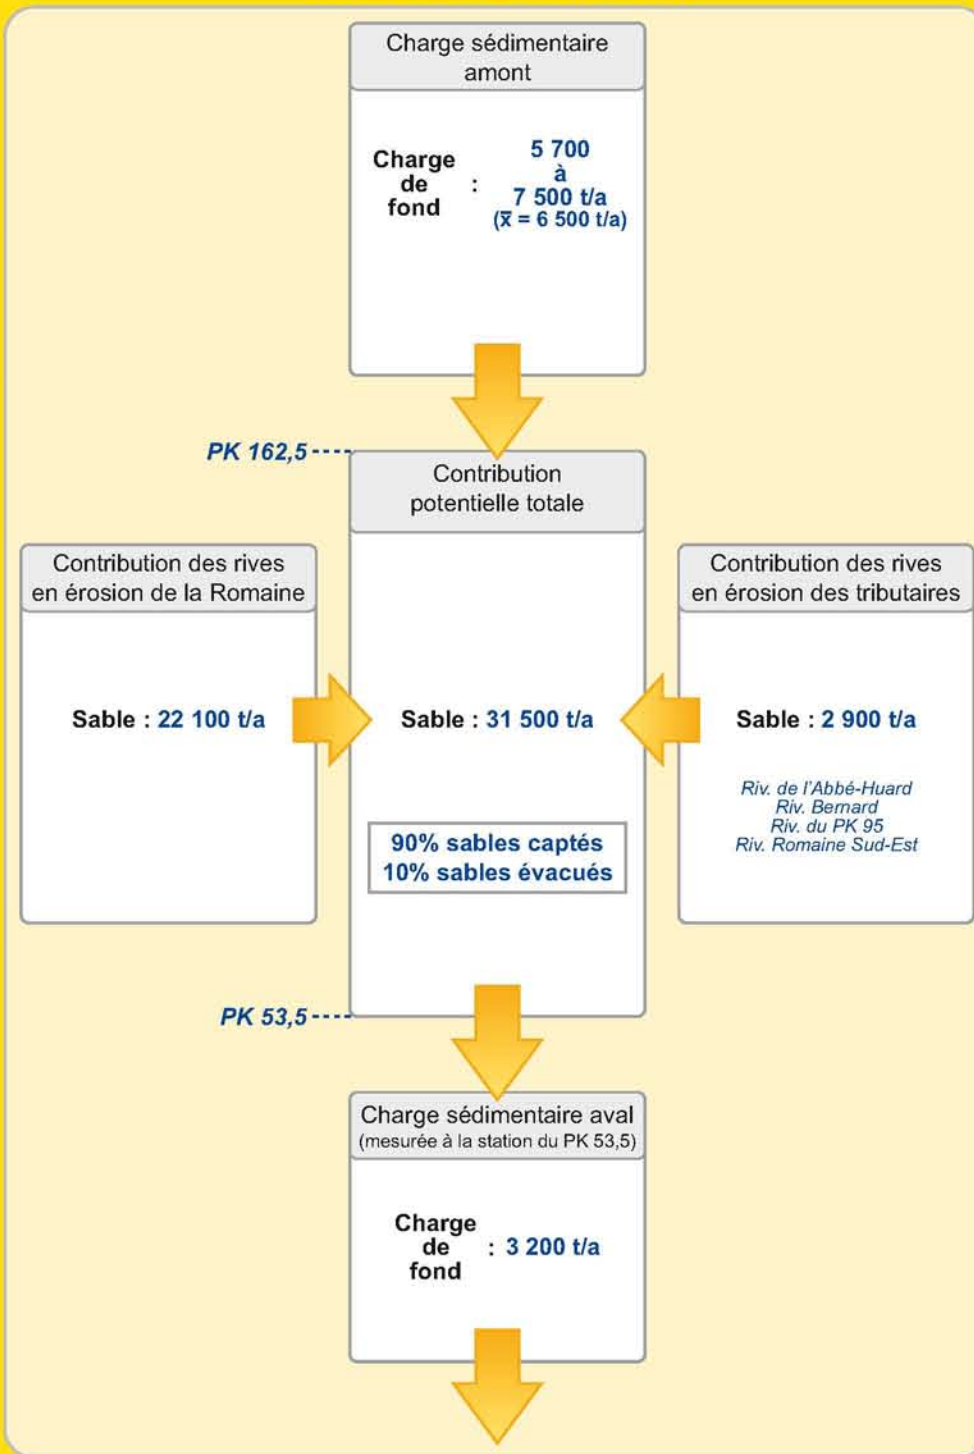 Charge sédimentaire
amont
Charge
de
fond
:
5 700
à
7 500 t/a
(x̅ = 6 500 t/a)
PK 162,5
Contribution
potentielle totale
Contribution des rives
en érosion de la Romaine
Contribution des rives
en érosion des tributaires
Sable : 22 100 t/a
Sable : 31 500 t/a
Sable : 2 900 t/a
Riv. de l'Abbé-Huard
Riv. Bernard
Riv. du PK 95
Riv. Romaine Sud-Est
90% sables captés
10% sables évacués
PK 53,5
Charge sédimentaire aval
(mesurée à la station du PK 53,5)
Charge
de
fond
: 3 200 t/a